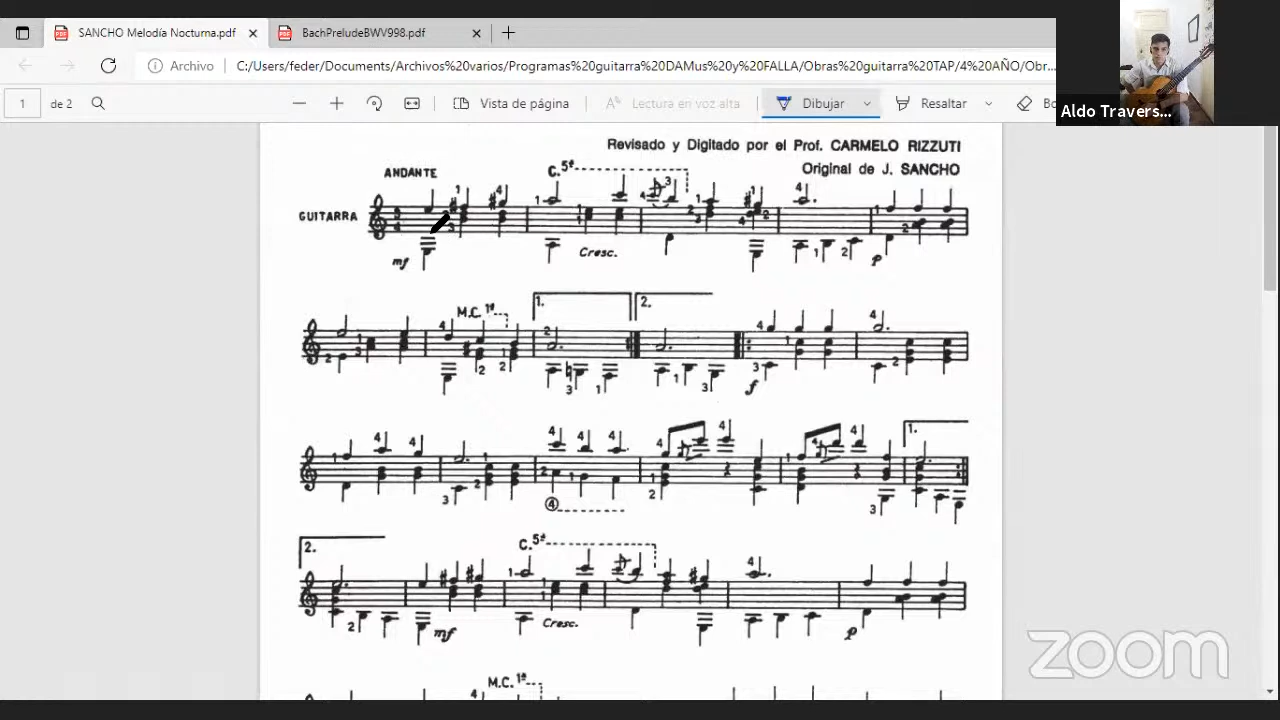 SANCHO Melodía Nocturna.pdf
BachPreludeBWV998.pdf
Archivo
C:/Users/feder/Documents/Archivos%20varios/Programas%20guitarra%20DAMus%20y%20FALLA/Obras%20guitarra%20TAP/4%20AÑO/Obr...
1 de 2
Vista de página
Lectura en voz alta
Dibujar
Resaltar
Bo
Aldo Travers...
Revisado y Digitado por el Prof. CARMELO RIZZUTI
ANDANTE
C. 5ª
Original de J. SANCHO
GUITARRA
mf
Cresc.
p
M.C. 1ª
1.
2.
f
1.
2.
C. 5ª
mf
Cresc.
p
M.C. 1ª
zoom